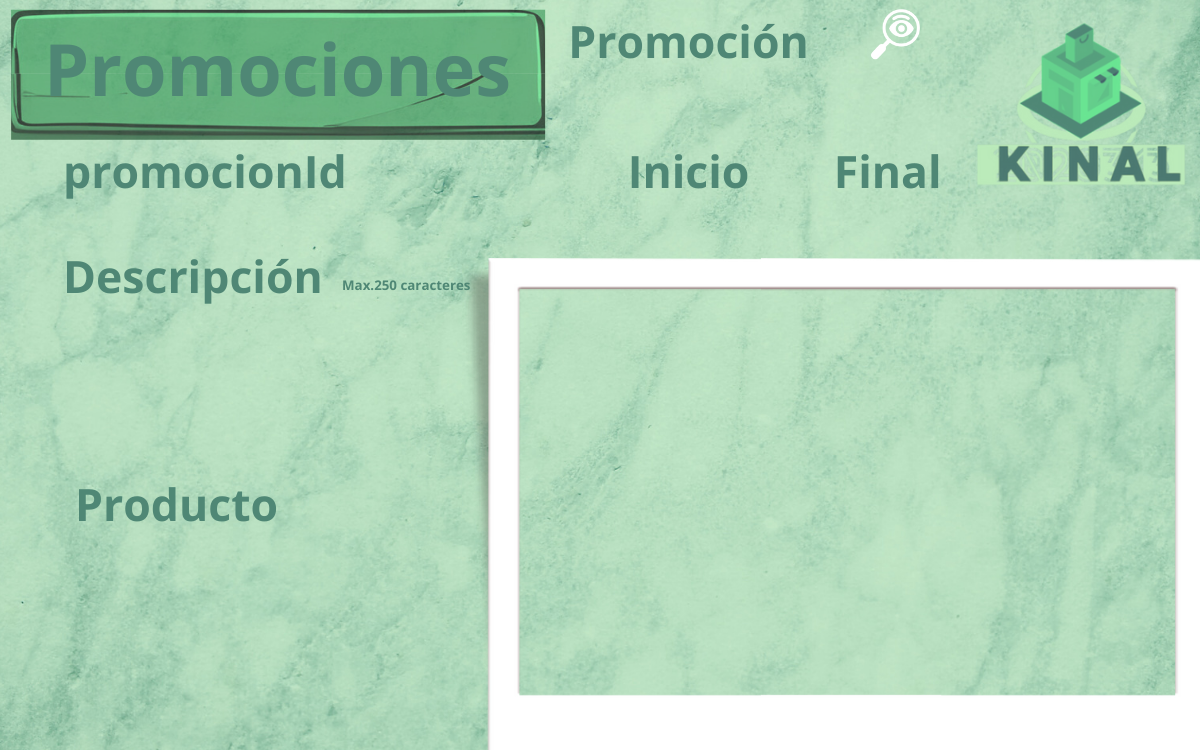 Promociones
Promoción
promocionId
Inicio
Final
KINAL
Descripción
Max.250 caracteres
Producto